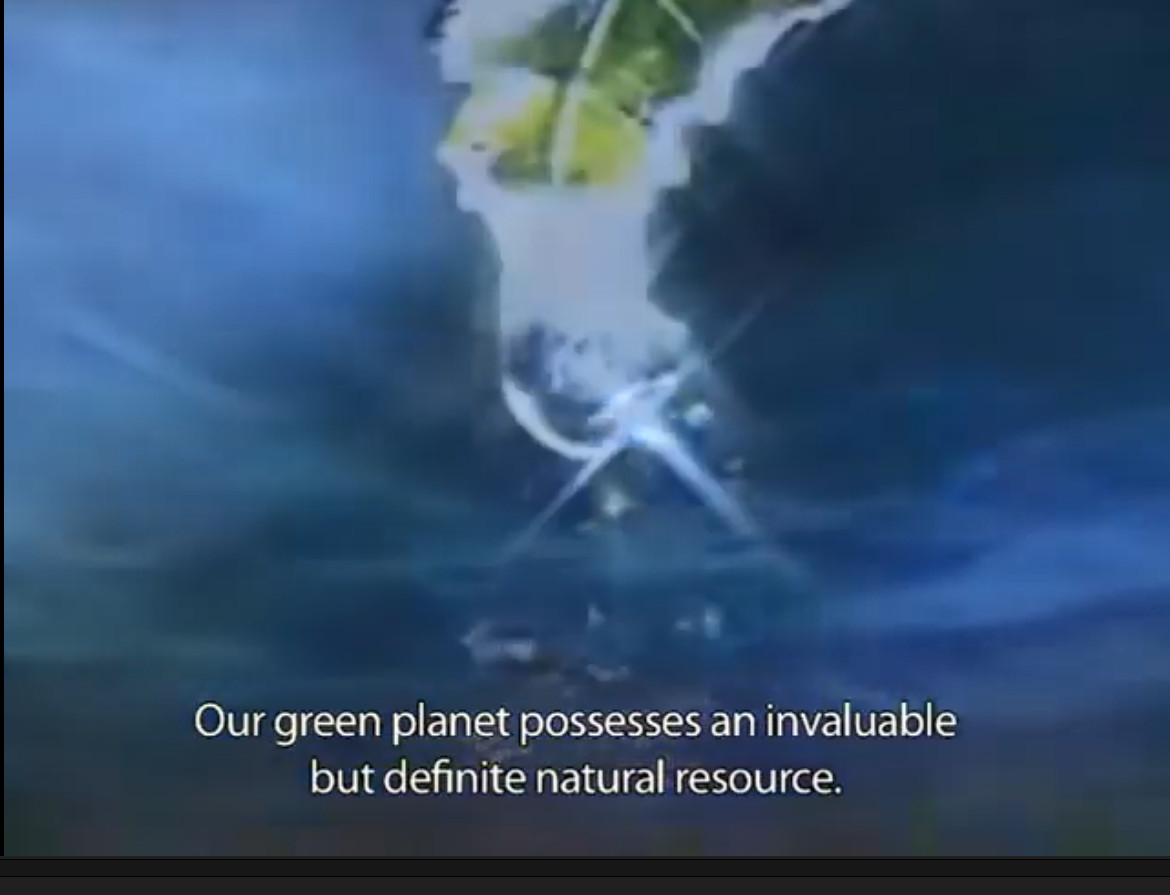 Our green planet possesses an invaluable
but definite natural resource.